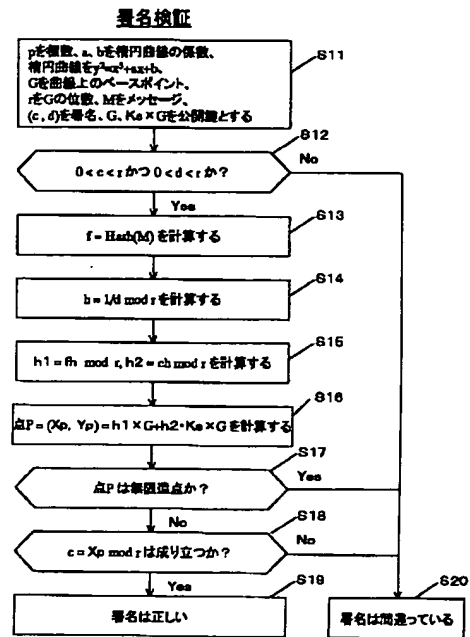 署名検証
S11
pを標数、a、bを楕円曲線の係数、
楕円曲線をy²=x³+ax+b、
Gを曲線上のベースポイント、
rをGの位数、Mをメッセージ、
(c , d)を署名、G、Ks×Gを公開鍵とする
S12
0 < c < r かつ 0 < d < r か?
No
Yes
S13
f = Hash(M) を計算する
S14
h = 1/d mod r を計算する
S15
h1 = fh mod r, h2 = ch mod r を計算する
S16
点P = (Xp, Yp) = h1×G+h2・Ks×G を計算する
S17
点Pは無限遠点か?
Yes
No
S18
c = Xp mod r は成り立つか?
No
Yes
S19
署名は正しい
S20
署名は間違っている